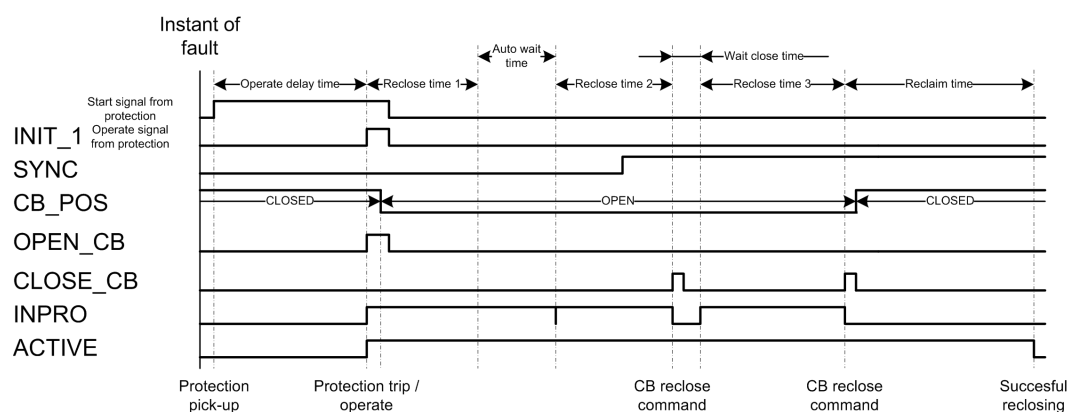 Instant of
fault
Auto wait
time
Wait close time
Operate delay time
Reclose time 1
Reclose time 2
Reclose time 3
Reclaim time
Start signal from
protection
INIT_1
Operate signal
from protection
SYNC
CB_POS
CLOSED
OPEN
CLOSED
OPEN_CB
CLOSE_CB
INPRO
ACTIVE
Protection
pick-up
Protection trip /
operate
CB reclose
command
CB reclose
command
Succesful
reclosing